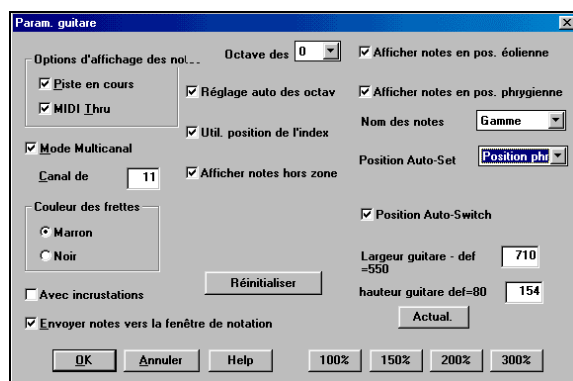 Param. guitare
Options d'affichage des no
Piste en cours
MIDI Thru
Mode Multicanal
Canal de 11
Couleur des frettes
Marron
Noir
Avec incrustations
Envoyer notes vers la fenêtre de notation
Octave des 0
Réglage auto des octav
Util. position de l'index
Afficher notes hors zone
Réinitialiser
Afficher notes en pos. éolienne
Afficher notes en pos. phrygienne
Nom des notes Gamme
Position Auto-Set Position phr
Position Auto-Switch
Largeur guitare - def
=550 710
hauteur guitare def=80 154
Actual.
OK Annuler Help 100% 150% 200% 300%